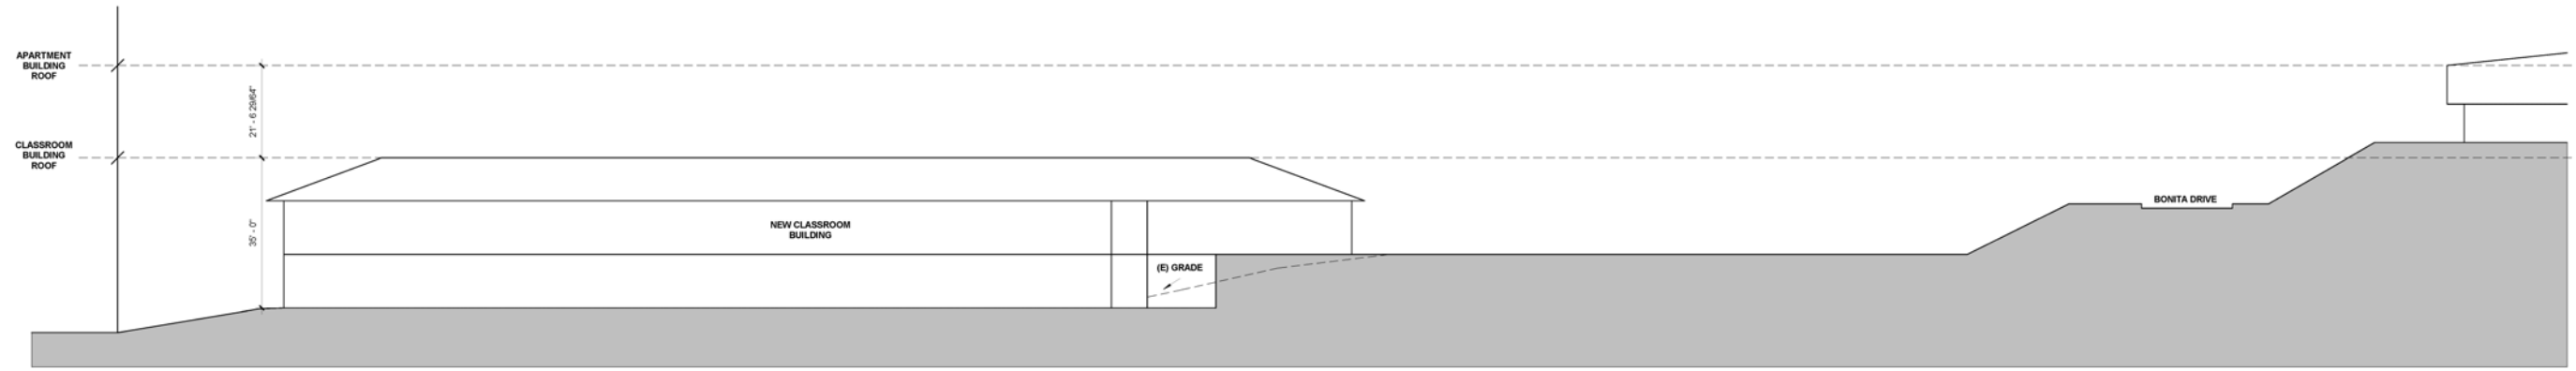 APARTMENT
BUILDING
ROOF
21' - 6 29/64"
CLASSROOM
BUILDING
ROOF
35' - 0"
NEW CLASSROOM
BUILDING
(E) GRADE
BONITA DRIVE